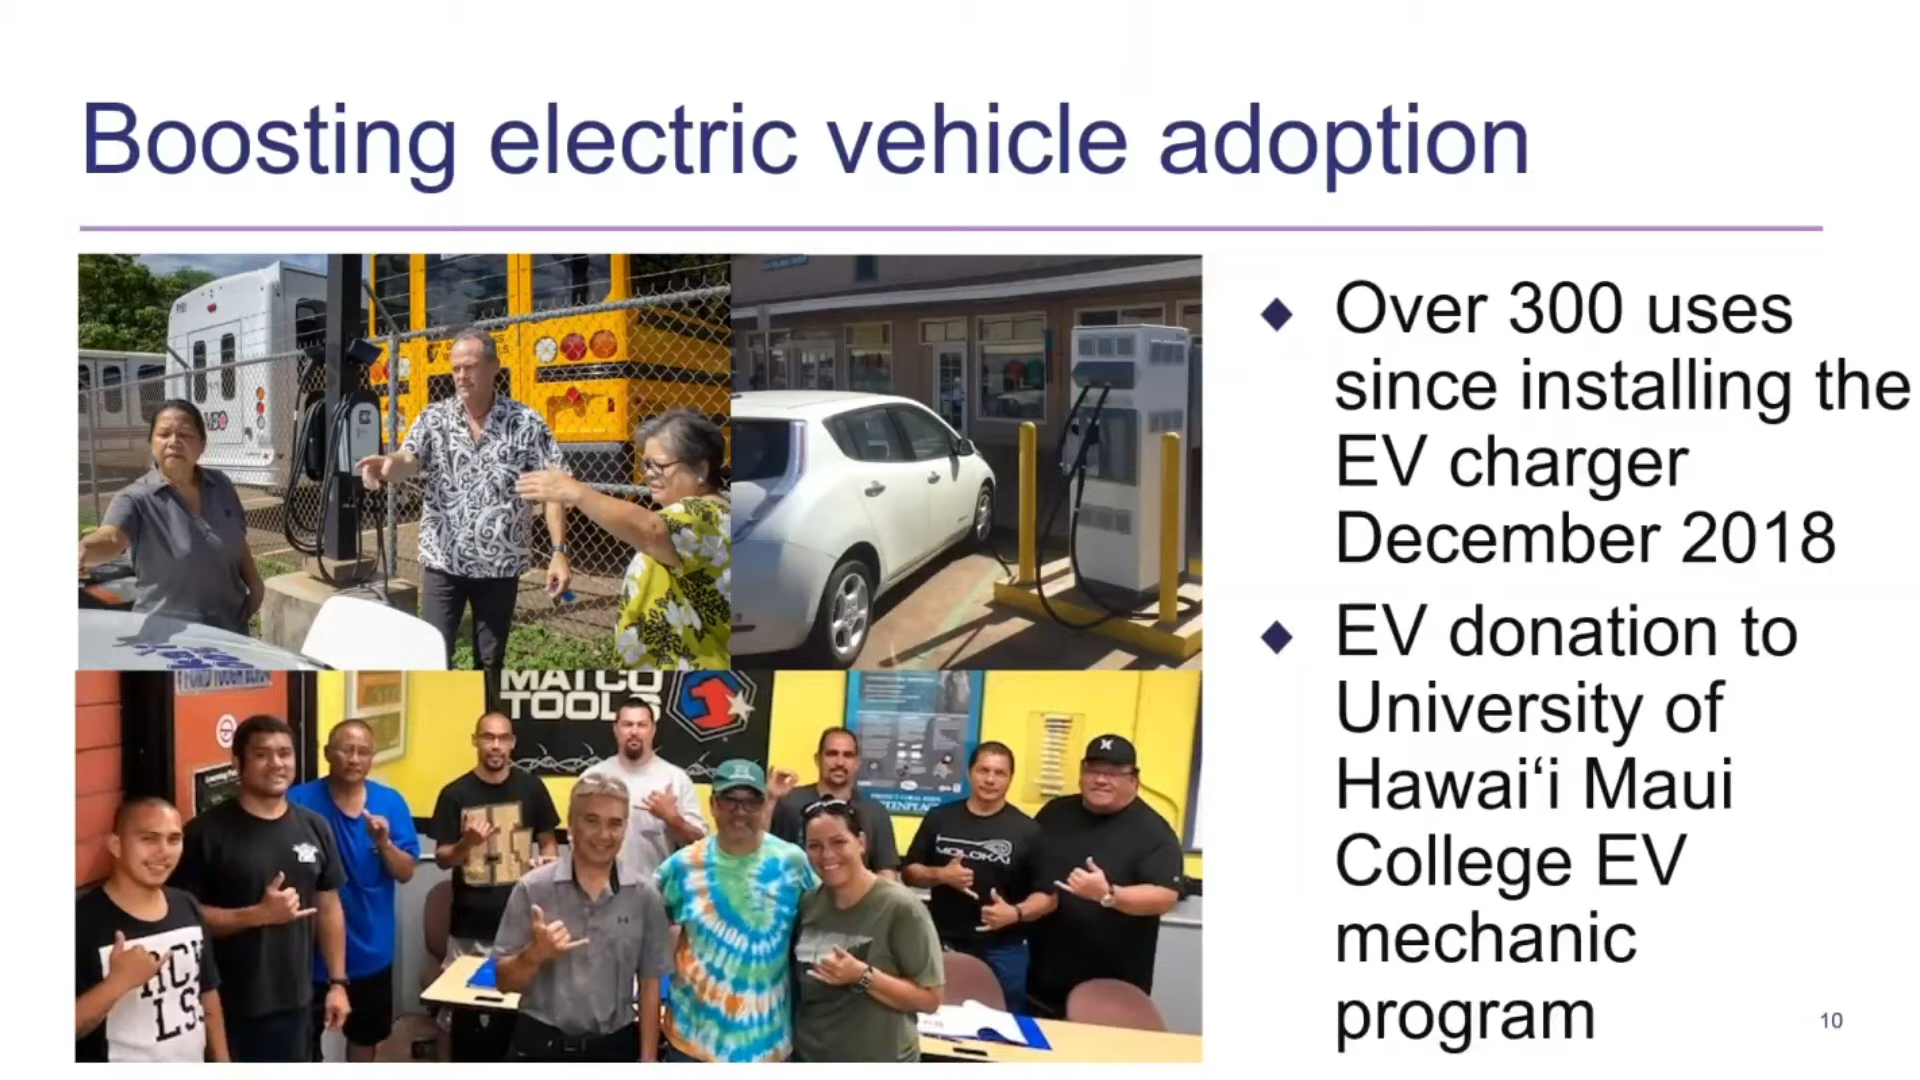 Boosting electric vehicle adoption
◆ Over 300 uses
since installing the
EV charger
December 2018
◆ EV donation to
University of
Hawai‘i Maui
College EV
mechanic
program
MATCO
TOOLS
MOLOKAI
10